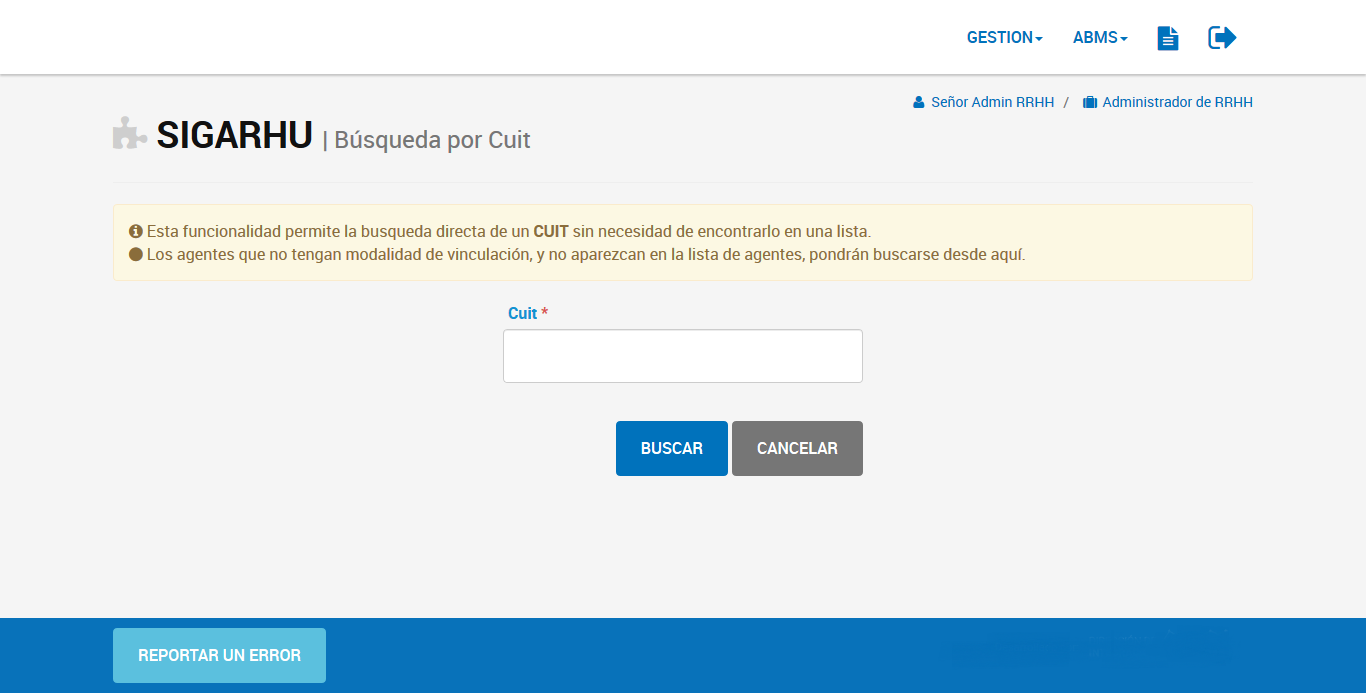 GESTION ABMS
Señor Admin RRHH / Administrador de RRHH
SIGARHU | Búsqueda por Cuit
Esta funcionalidad permite la busqueda directa de un CUIT sin necesidad de encontrarlo en una lista.
Los agentes que no tengan modalidad de vinculación, y no aparezcan en la lista de agentes, pondrán buscarse desde aquí.
Cuit *
BUSCAR CANCELAR
REPORTAR UN ERROR